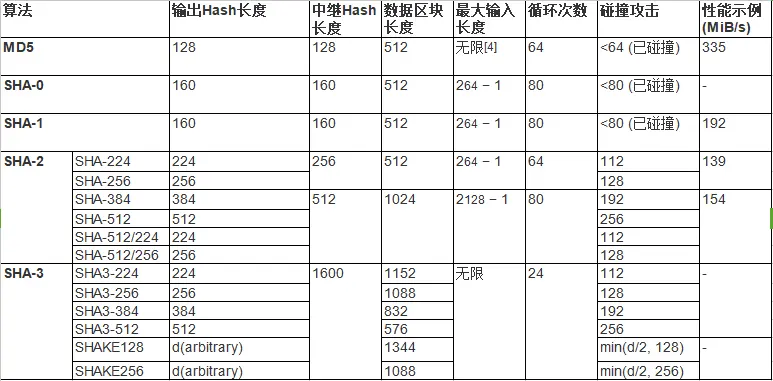 算法 输出Hash长度 中继Hash长度 数据区块长度 最大输入长度 循环次数 碰撞攻击 性能示例(MiB/s)
MD5 128 128 512 无限[4] 64 <64 (已碰撞) 335
SHA-0 160 160 512 264 − 1 80 <80 (已碰撞) -
SHA-1 160 160 512 264 − 1 80 <80 (已碰撞) 192
SHA-2 SHA-224 224 256 512 264 − 1 64 112 139
SHA-256 256 128
SHA-384 384 512 1024 2128 − 1 80 192 154
SHA-512 512 256
SHA-512/224 224 112
SHA-512/256 256 128
SHA-3 SHA3-224 224 1600 1152 无限 24 112 -
SHA3-256 256 1088 128
SHA3-384 384 832 192
SHA3-512 512 576 256
SHAKE128 d(arbitrary) 1344 min(d/2, 128) -
SHAKE256 d(arbitrary) 1088 min(d/2, 256)